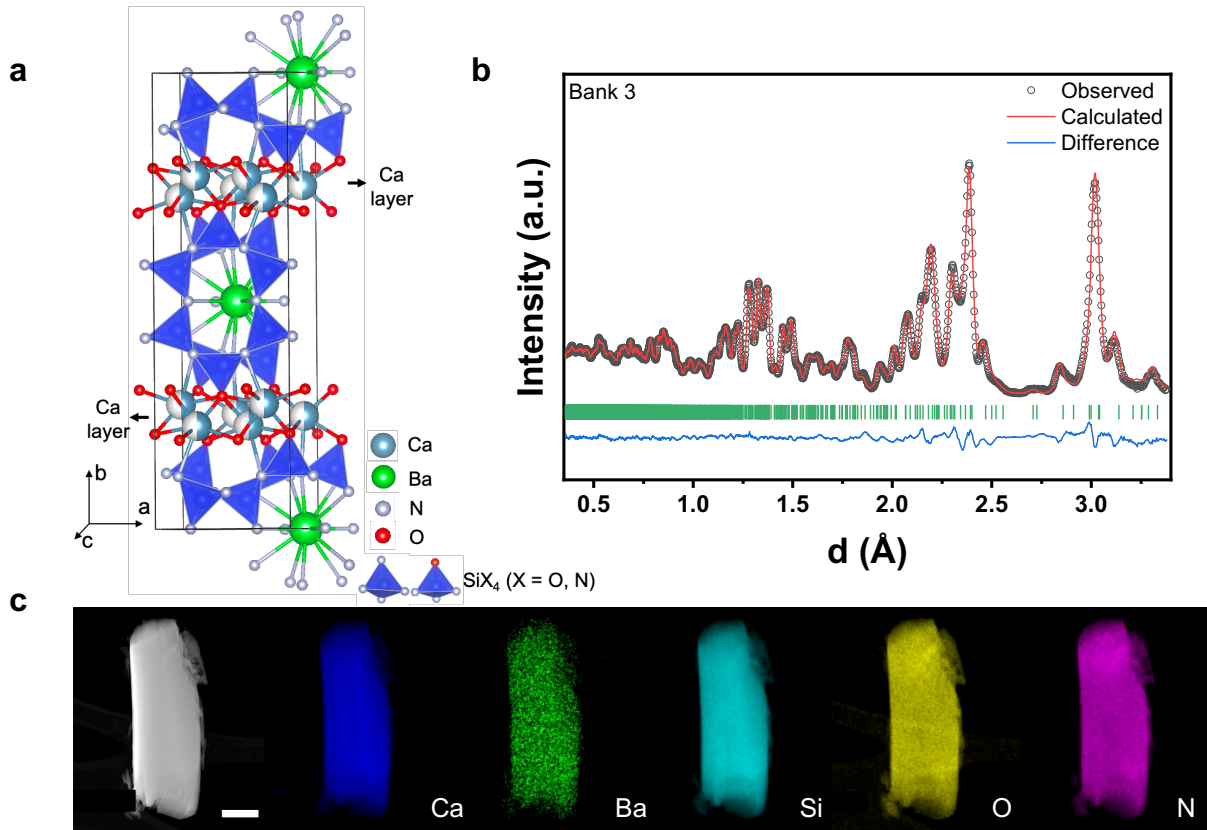 a
Ca
layer
Ca
layer
b
a
c
Ca
Ba
N
O
SiX₄ (X = O, N)
b
Bank 3
Observed
Calculated
Difference
Intensity (a.u.)
0.5 1.0 1.5 2.0 2.5 3.0
d (Å)
c
Ca Ba Si O N